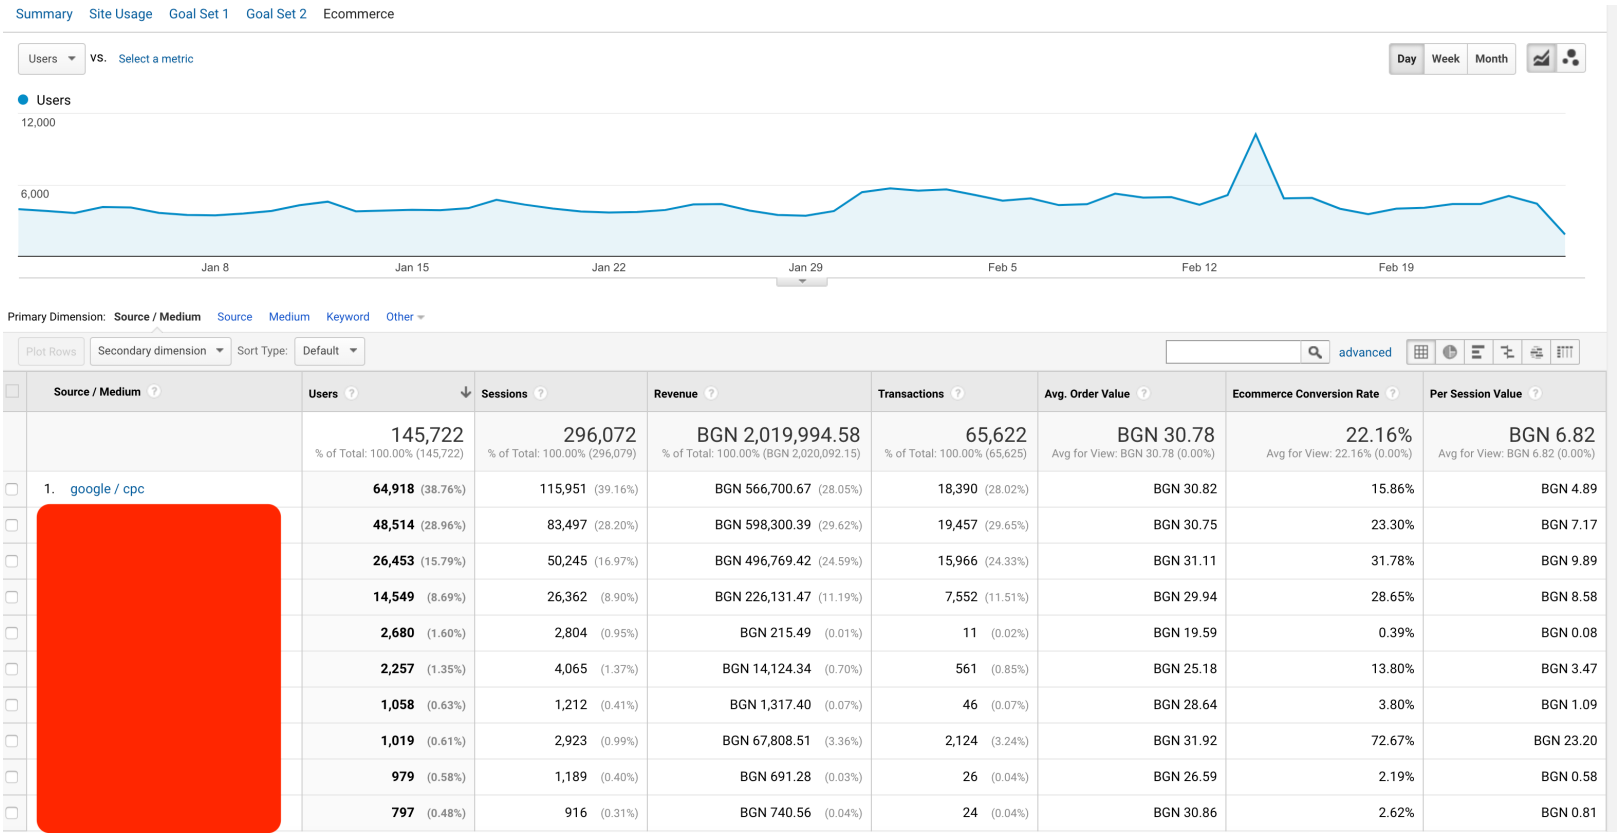 Summary Site Usage Goal Set 1 Goal Set 2 Ecommerce
Users VS. Select a metric Day Week Month
Users
12,000
6,000
Jan 8 Jan 15 Jan 22 Jan 29 Feb 5 Feb 12 Feb 19
Primary Dimension: Source / Medium Source Medium Keyword Other
Plot Rows Secondary dimension Sort Type: Default advanced
Source / Medium ? Users ? Sessions ? Revenue ? Transactions ? Avg. Order Value ? Ecommerce Conversion Rate ? Per Session Value ?
145,722 296,072 BGN 2,019,994.58 65,622 BGN 30.78 22.16% BGN 6.82
% of Total: 100.00% (145,722) % of Total: 100.00% (296,079) % of Total: 100.00% (BGN 2,020,092.15) % of Total: 100.00% (65,625) Avg for View: BGN 30.78 (0.00%) Avg for View: 22.16% (0.00%) Avg for View: BGN 6.82 (0.00%)
1. google / cpc 64,918 (38.76%) 115,951 (39.16%) BGN 566,700.67 (28.05%) 18,390 (28.02%) BGN 30.82 15.86% BGN 4.89
48,514 (28.96%) 83,497 (28.20%) BGN 598,300.39 (29.62%) 19,457 (29.65%) BGN 30.75 23.30% BGN 7.17
26,453 (15.79%) 50,245 (16.97%) BGN 496,769.42 (24.59%) 15,966 (24.33%) BGN 31.11 31.78% BGN 9.89
14,549 (8.69%) 26,362 (8.90%) BGN 226,131.47 (11.19%) 7,552 (11.51%) BGN 29.94 28.65% BGN 8.58
2,680 (1.60%) 2,804 (0.95%) BGN 215.49 (0.01%) 11 (0.02%) BGN 19.59 0.39% BGN 0.08
2,257 (1.35%) 4,065 (1.37%) BGN 14,124.34 (0.70%) 561 (0.85%) BGN 25.18 13.80% BGN 3.47
1,058 (0.63%) 1,212 (0.41%) BGN 1,317.40 (0.07%) 46 (0.07%) BGN 28.64 3.80% BGN 1.09
1,019 (0.61%) 2,923 (0.99%) BGN 67,808.51 (3.36%) 2,124 (3.24%) BGN 31.92 72.67% BGN 23.20
979 (0.58%) 1,189 (0.40%) BGN 691.28 (0.03%) 26 (0.04%) BGN 26.59 2.19% BGN 0.58
797 (0.48%) 916 (0.31%) BGN 740.56 (0.04%) 24 (0.04%) BGN 30.86 2.62% BGN 0.81